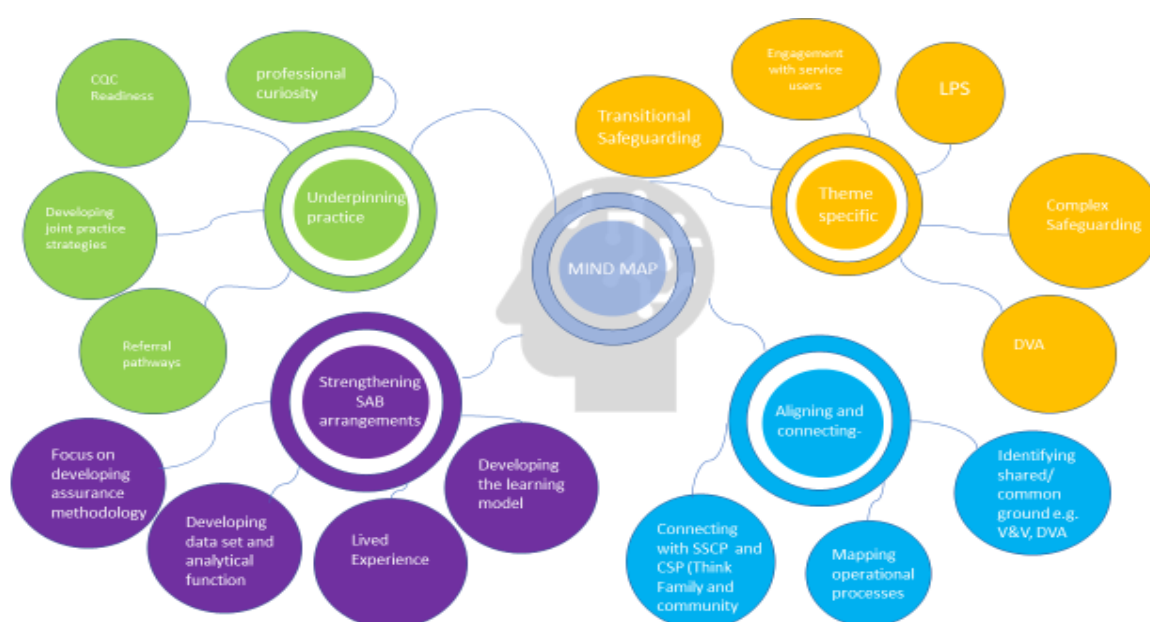 CQC
Readiness
professional
curiosity
Underpinning
practice
Developing
joint practice
strategies
Referral
pathways
MIND MAP
Engagement
with service
users
LPS
Transitional
Safeguarding
Theme
specific
Complex
Safeguarding
DVA
Strengthening
SAB
arrangements
Focus on
developing
assurance
methodology
Developing
data set and
analytical
function
Lived
Experience
Developing
the learning
model
Aligning and
connecting-
Connecting
with SSCP and
CSP (Think
Family and
community
Mapping
operational
processes
Identifying
shared/
common
ground e.g.
V&V, DVA